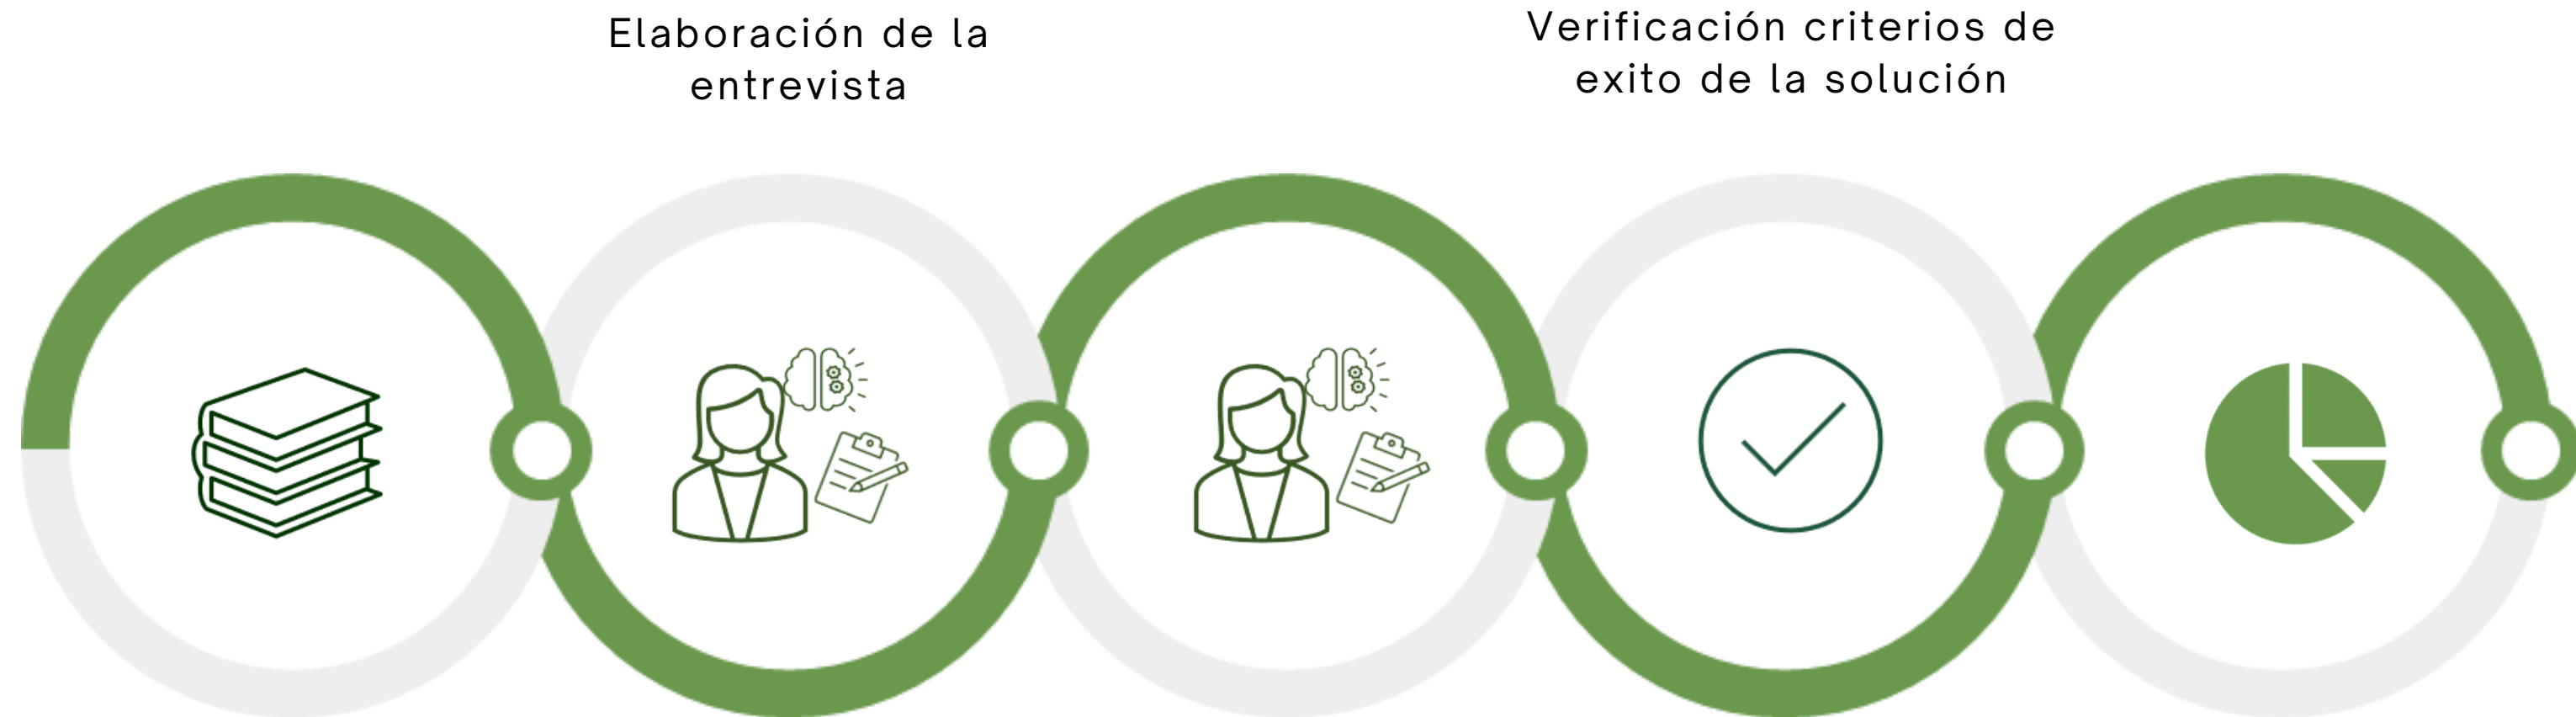 Elaboración de la
entrevista
Verificación criterios de
exito de la solución